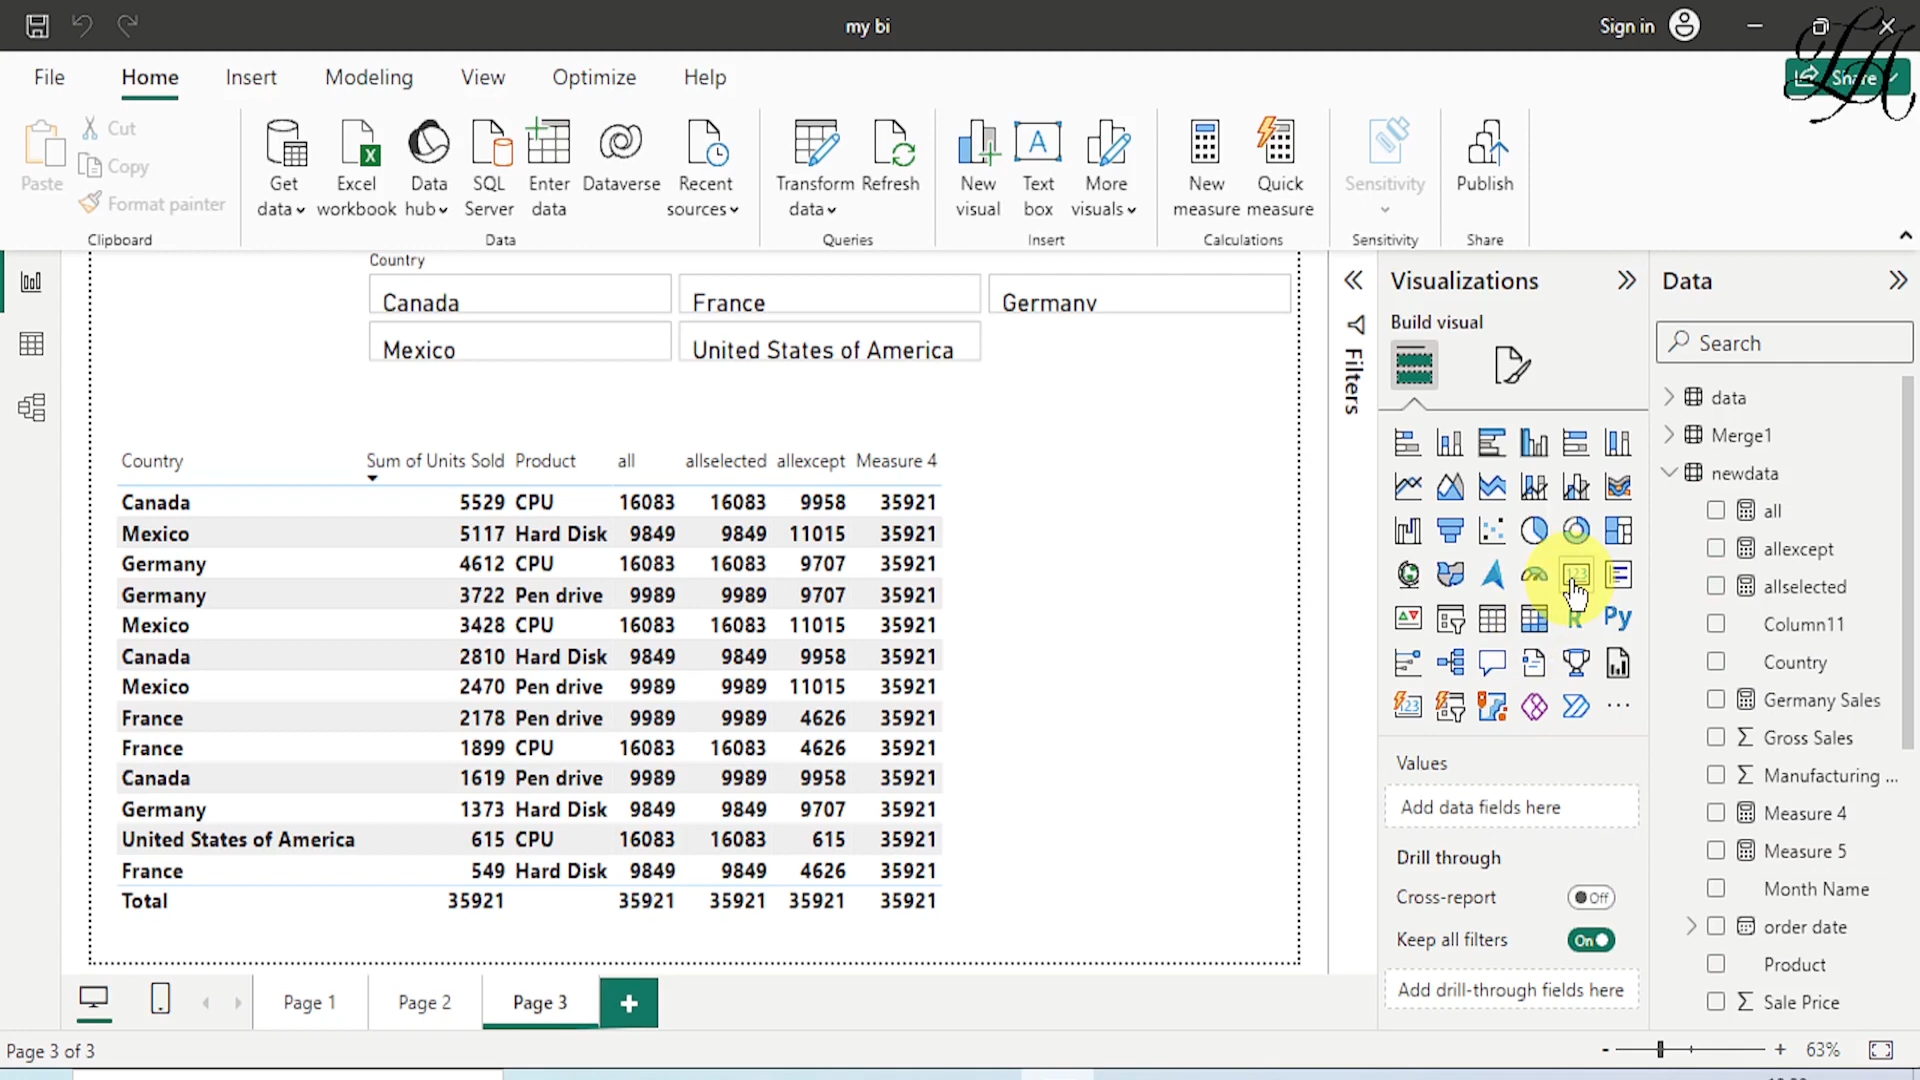 my bi
Sign in
File Home Insert Modeling View Optimize Help
Share
Paste
Cut
Copy
Format painter
Get data
Excel workbook
Data hub
SQL Server
Enter data
Dataverse
Recent sources
Transform data
Refresh
New visual
Text box
More visuals
New measure
Quick measure
Sensitivity
Publish
Clipboard Data Queries Insert Calculations Sensitivity Share
Country
Canada France Germany
Mexico United States of America
Country Sum of Units Sold Product all allselected allexcept Measure 4
Canada 5529 CPU 16083 16083 9958 35921
Mexico 5117 Hard Disk 9849 9849 11015 35921
Germany 4612 CPU 16083 16083 9707 35921
Germany 3722 Pen drive 9989 9989 9707 35921
Mexico 3428 CPU 16083 16083 11015 35921
Canada 2810 Hard Disk 9849 9849 9958 35921
Mexico 2470 Pen drive 9989 9989 11015 35921
France 2178 Pen drive 9989 9989 4626 35921
France 1899 CPU 16083 16083 4626 35921
Canada 1619 Pen drive 9989 9989 9958 35921
Germany 1373 Hard Disk 9849 9849 9707 35921
United States of America 615 CPU 16083 16083 615 35921
France 549 Hard Disk 9849 9849 4626 35921
Total 35921 35921 35921 35921 35921
Filters
Visualizations
Build visual
123
R Py
123
Values
Add data fields here
Drill through
Cross-report Off
Keep all filters On
Add drill-through fields here
Data
Search
data
Merge1
newdata
all
allexcept
allselected
Column11
Country
Germany Sales
Gross Sales
Manufacturing ...
Measure 4
Measure 5
Month Name
order date
Product
Sale Price
Page 1 Page 2 Page 3
Page 3 of 3
- + 63%